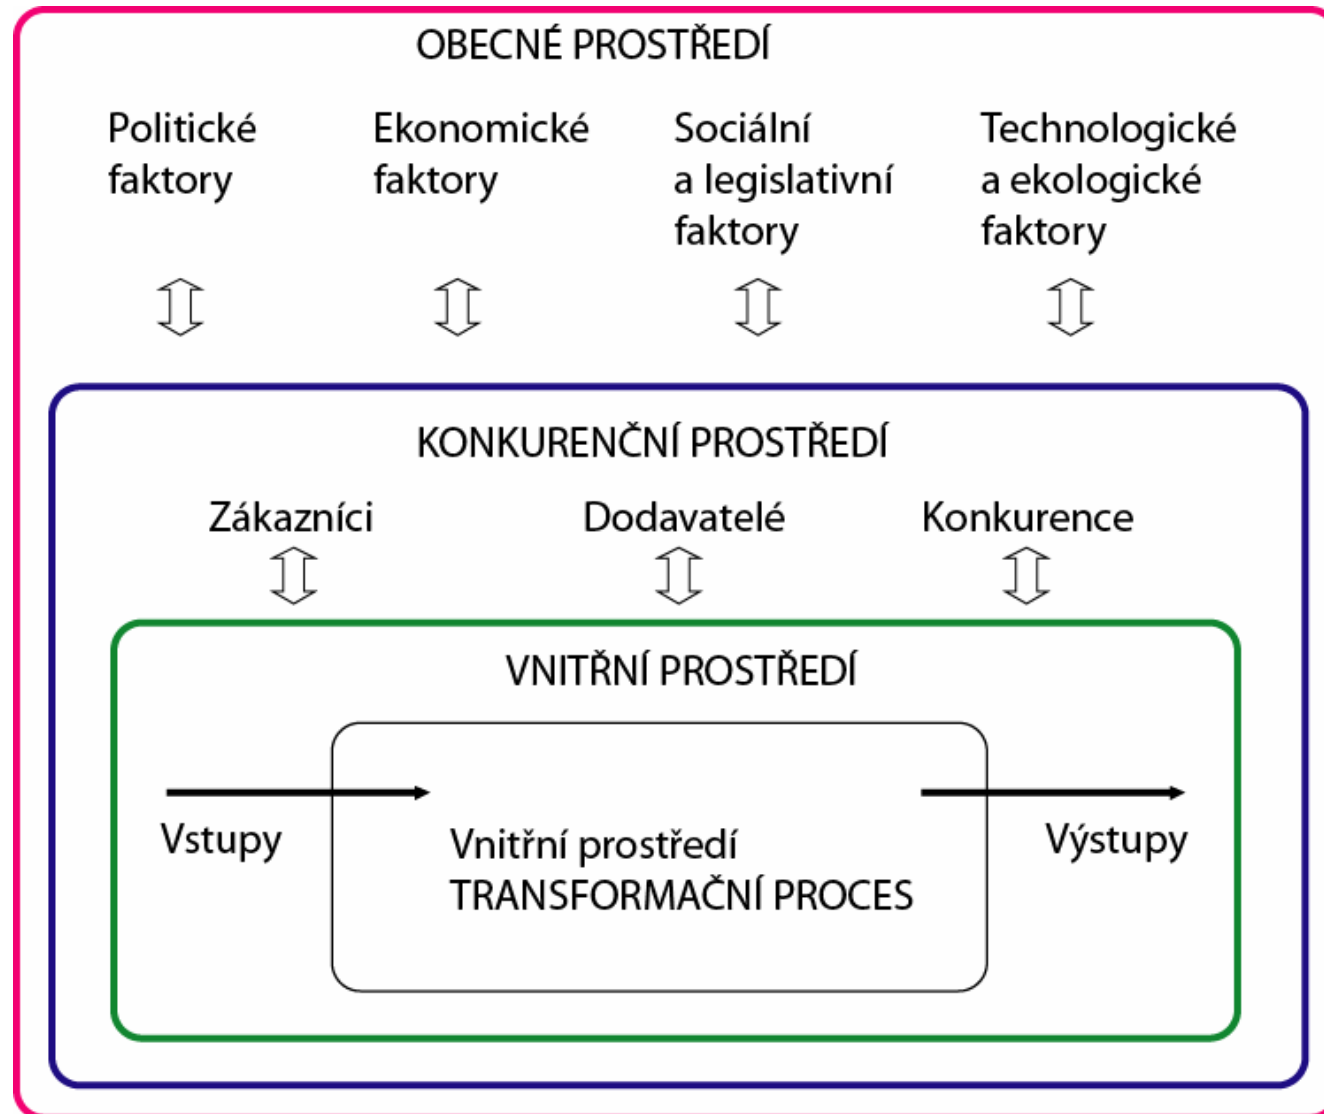 OBECNÉ PROSTŘEDÍ
Politické
faktory
Ekonomické
faktory
Sociální
a legislativní
faktory
Technologické
a ekologické
faktory
KONKURENČNÍ PROSTŘEDÍ
Zákazníci
Dodavatelé
Konkurence
VNITŘNÍ PROSTŘEDÍ
Vstupy
Vnitřní prostředí
TRANSFORMAČNÍ PROCES
Výstupy